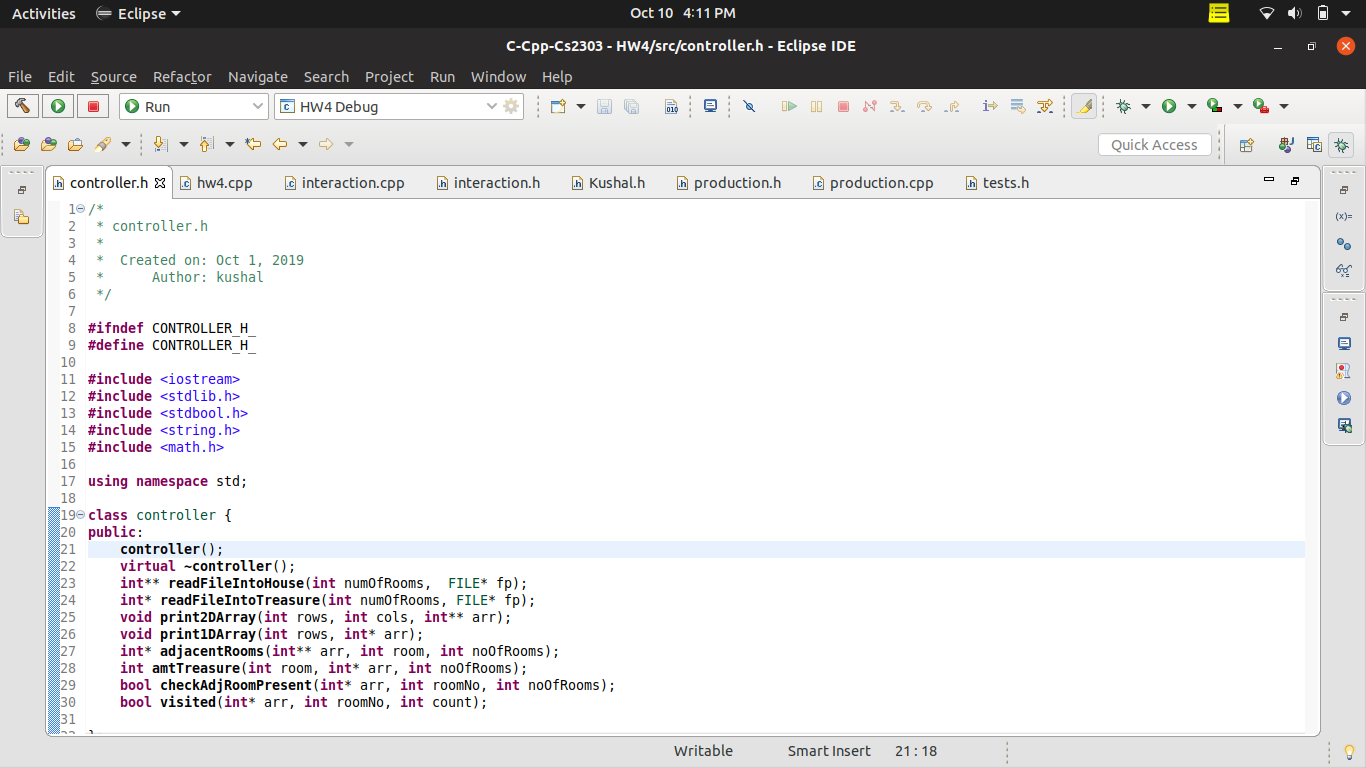 Activities Eclipse Oct 10 4:11 PM
C-Cpp-Cs2303 - HW4/src/controller.h - Eclipse IDE
File Edit Source Refactor Navigate Search Project Run Window Help
Run HW4 Debug
Quick Access
controller.h hw4.cpp interaction.cpp interaction.h Kushal.h production.h production.cpp tests.h
1 /*
2 * controller.h
3 *
4 * Created on: Oct 1, 2019
5 * Author: kushal
6 */
7
8 #ifndef CONTROLLER_H_
9 #define CONTROLLER_H_
10
11 #include <iostream>
12 #include <stdlib.h>
13 #include <stdbool.h>
14 #include <string.h>
15 #include <math.h>
16
17 using namespace std;
18
19 class controller {
20 public:
21 controller();
22 virtual ~controller();
23 int** readFileIntoHouse(int numOfRooms, FILE* fp);
24 int* readFileIntoTreasure(int numOfRooms, FILE* fp);
25 void print2DArray(int rows, int cols, int** arr);
26 void print1DArray(int rows, int* arr);
27 int* adjacentRooms(int** arr, int room, int noOfRooms);
28 int amtTreasure(int room, int* arr, int noOfRooms);
29 bool checkAdjRoomPresent(int* arr, int roomNo, int noOfRooms);
30 bool visited(int* arr, int roomNo, int count);
31
Writable Smart Insert 21 : 18